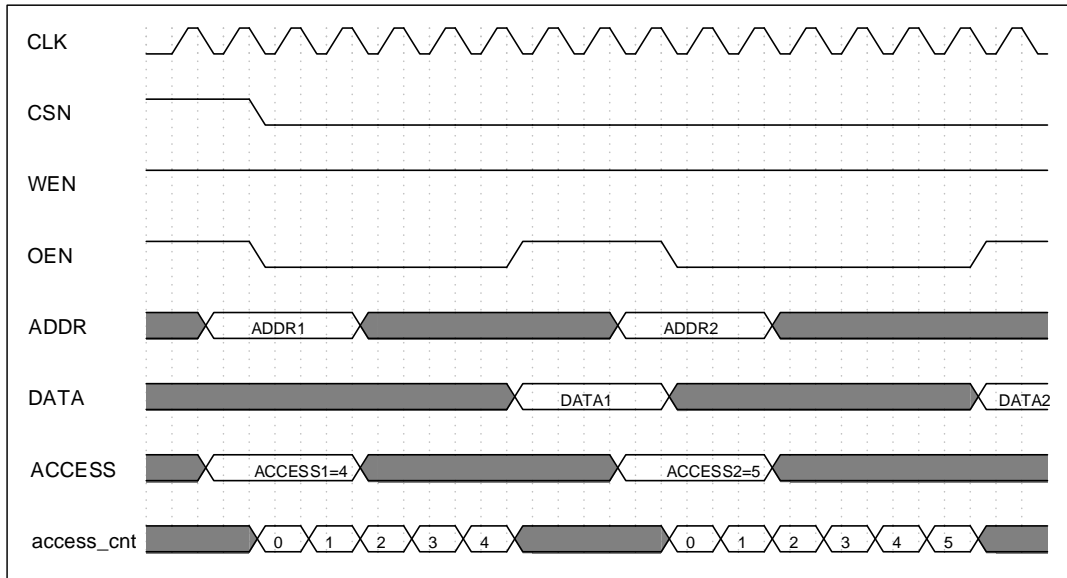 CLK
CSN
WEN
OEN
ADDR ADDR1 ADDR2
DATA DATA1 DATA2
ACCESS ACCESS1=4 ACCESS2=5
access_cnt 0 1 2 3 4 0 1 2 3 4 5